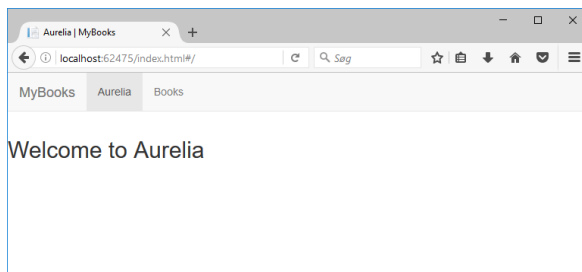 Aurelia | MyBooks
localhost:62475/index.html#/
Søg
MyBooks Aurelia Books
Welcome to Aurelia